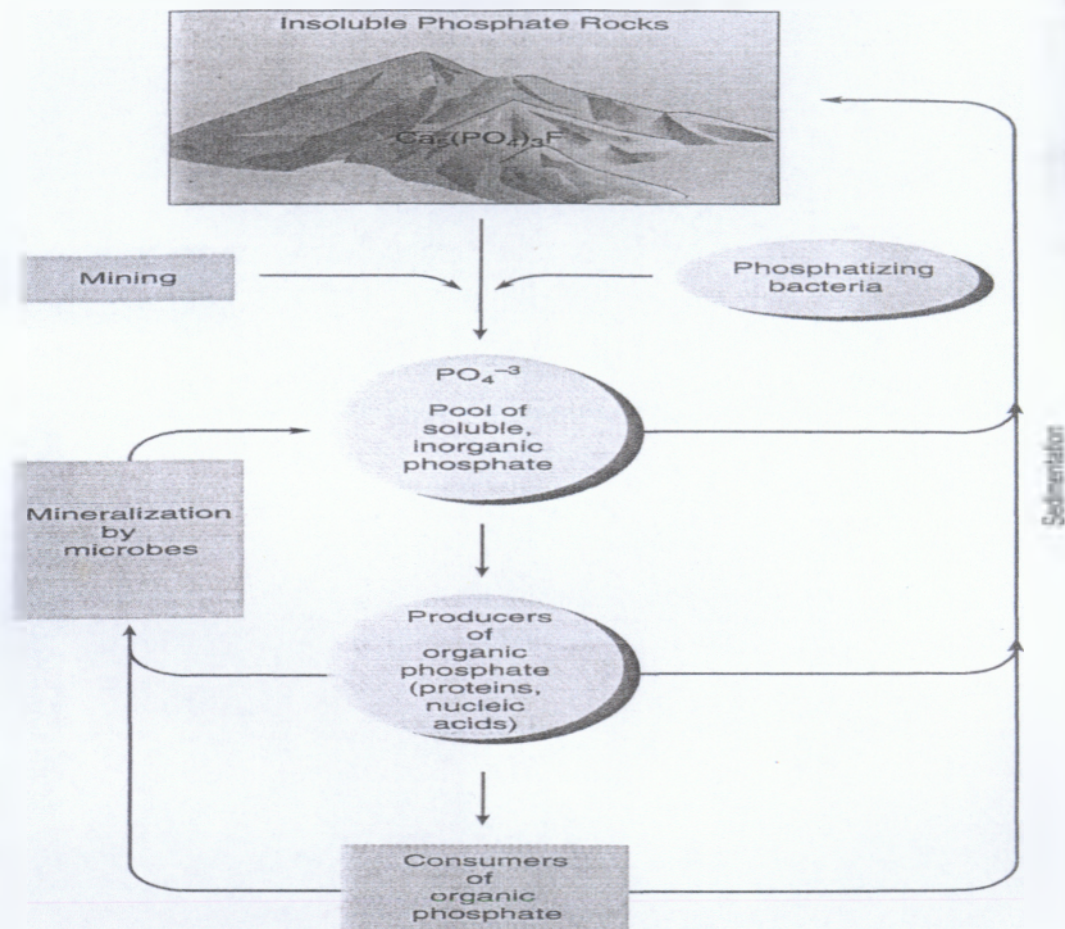 Insoluble Phosphate Rocks
Ca₅(PO₄)₃F
Mining
Phosphatizing
bacteria
PO₄⁻³
Pool of
soluble,
inorganic
phosphate
Mineralization
by
microbes
Sedimentation
Producers
of
organic
phosphate
(proteins,
nucleic
acids)
Consumers
of
organic
phosphate